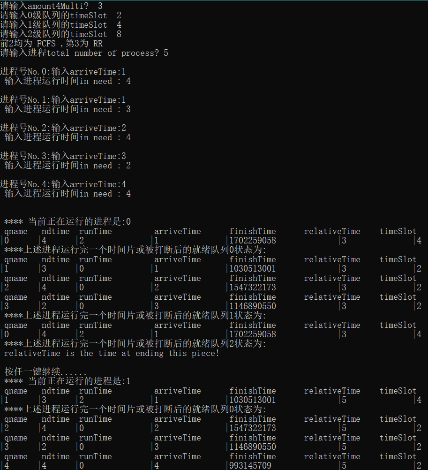 请输入amount4Multi?  3
请输入0级队列的timeSlot  2
请输入1级队列的timeSlot  4
请输入2级队列的timeSlot  8
前2均为 FCFS ,第3为 RR
请输入进程total number of process? 5
进程号No.0:输入arriveTime:1
输入进程运行时间in need : 4
进程号No.1:输入arriveTime:1
输入进程运行时间in need : 3
进程号No.2:输入arriveTime:2
输入进程运行时间in need : 4
进程号No.3:输入arriveTime:3
输入进程运行时间in need : 2
进程号No.4:输入arriveTime:4
输入进程运行时间in need : 4
**** 当前正在运行的进程是:0
qname  ndtime  runTime  arriveTime  finishTime  relativeTime  timeSlot
|0  |4  |2  |1  |1702259058  |3  |4
****上述进程运行完一个时间片或被打断后的就绪队列0状态为:
qname  ndtime  runTime  arriveTime  finishTime  relativeTime  timeSlot
|1  |3  |0  |1  |1030513001  |3  |2
qname  ndtime  runTime  arriveTime  finishTime  relativeTime  timeSlot
|2  |4  |0  |2  |1547322173  |3  |2
qname  ndtime  runTime  arriveTime  finishTime  relativeTime  timeSlot
|3  |2  |0  |3  |1146890550  |3  |2
****上述进程运行完一个时间片或被打断后的就绪队列1状态为:
qname  ndtime  runTime  arriveTime  finishTime  relativeTime  timeSlot
|0  |4  |2  |1  |1702259058  |3  |4
****上述进程运行完一个时间片或被打断后的就绪队列2状态为:
relativeTime is the time at ending this piece!
按任一键继续......
**** 当前正在运行的进程是:1
qname  ndtime  runTime  arriveTime  finishTime  relativeTime  timeSlot
|1  |3  |2  |1  |1030513001  |5  |4
****上述进程运行完一个时间片或被打断后的就绪队列0状态为:
qname  ndtime  runTime  arriveTime  finishTime  relativeTime  timeSlot
|2  |4  |0  |2  |1547322173  |5  |2
qname  ndtime  runTime  arriveTime  finishTime  relativeTime  timeSlot
|3  |2  |0  |3  |1146890550  |5  |2
qname  ndtime  runTime  arriveTime  finishTime  relativeTime  timeSlot
|4  |4  |0  |4  |993145709  |5  |2